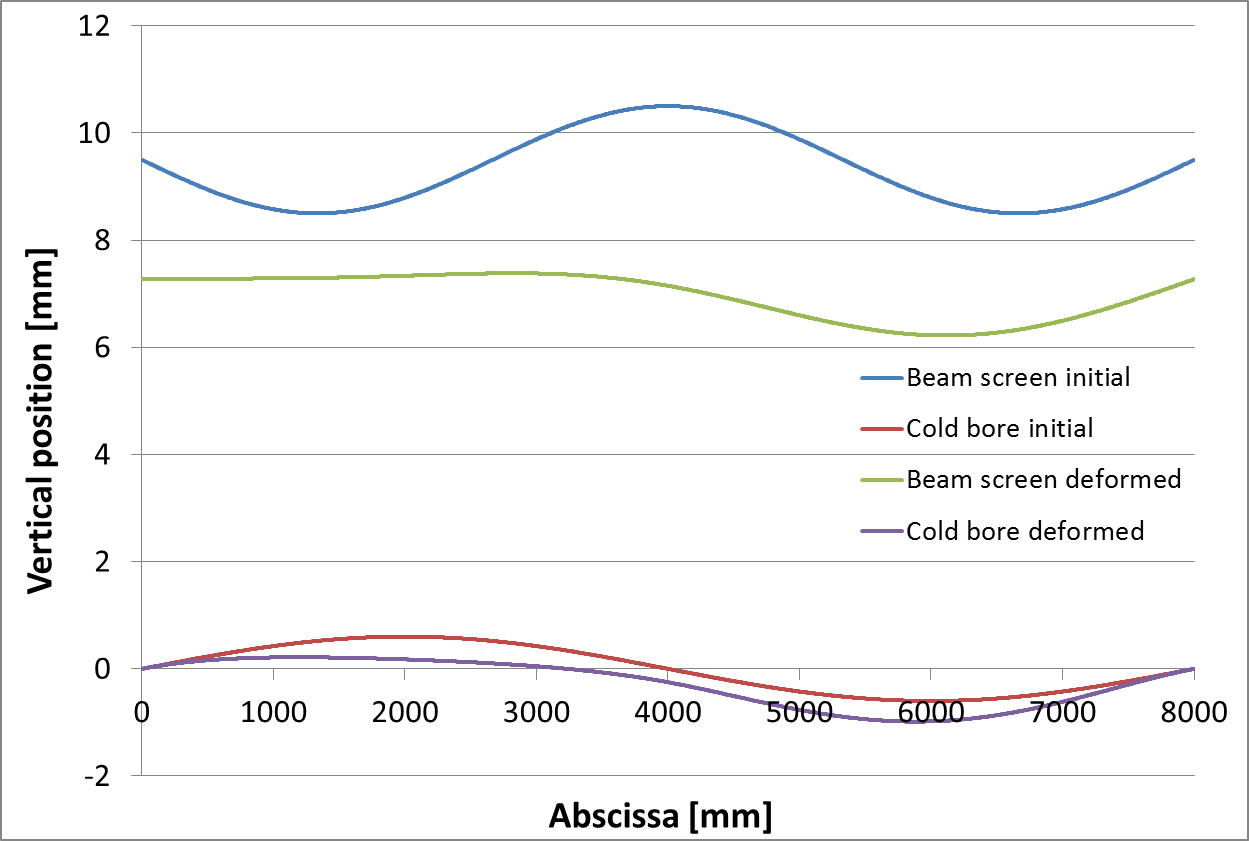 12
10
8
6
4
2
0
-2
Vertical position [mm]
Beam screen initial
Cold bore initial
Beam screen deformed
Cold bore deformed
0 1000 2000 3000 4000 5000 6000 7000 8000
Abscissa [mm]